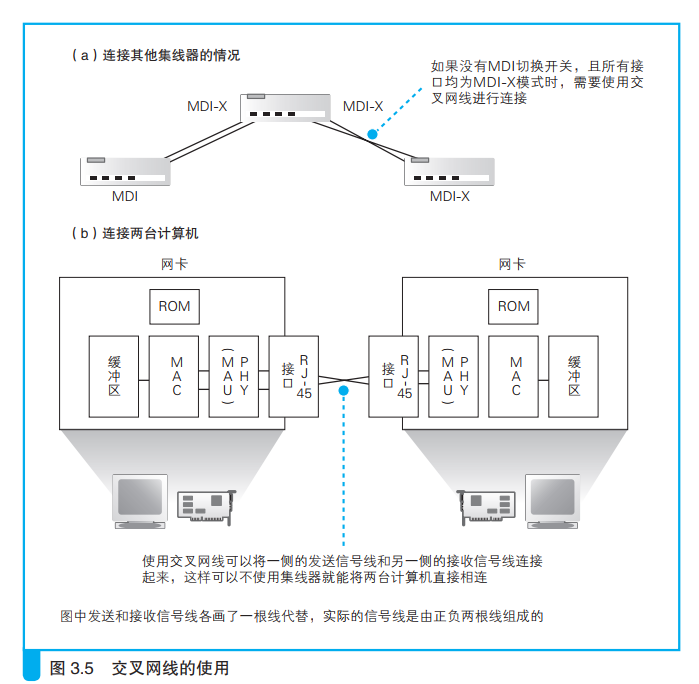 （a）连接其他集线器的情况
如果没有MDI切换开关，且所有接
口均为MDI-X模式时，需要使用交
叉网线进行连接
MDI-X
MDI-X
MDI
MDI-X
（b）连接两台计算机
网卡
网卡
ROM
ROM
缓冲区
MAC
PHY
（MAU）
RJ-45
接口
RJ-45
接口
PHY
（MAU）
MAC
缓冲区
使用交叉网线可以将一侧的发送信号线和另一侧的接收信号线连接
起来，这样可以不使用集线器就能将两台计算机直接相连
图中发送和接收信号线各画了一根线代替，实际的信号线是由正负两根线组成的
图 3.5 交叉网线的使用